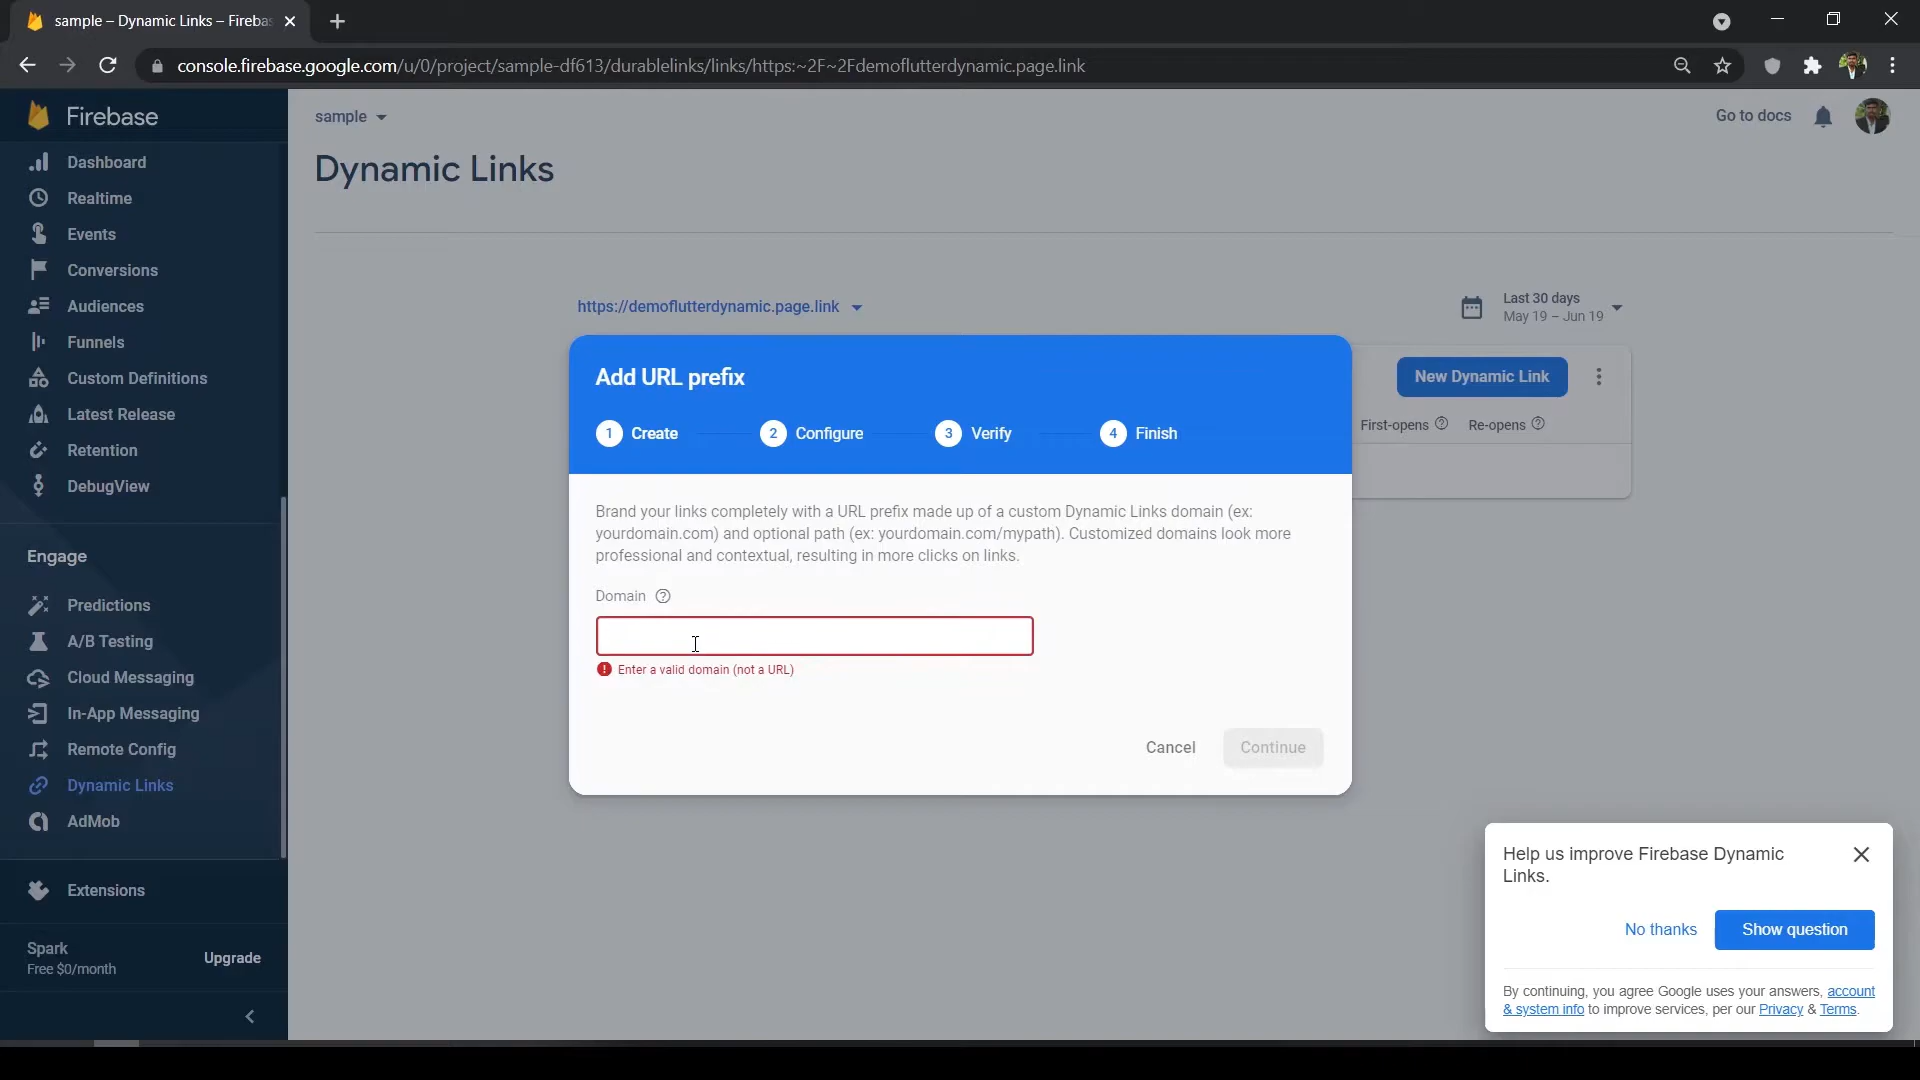 sample – Dynamic Links – Fireba
console.firebase.google.com/u/0/project/sample-df613/durablelinks/links/https:~2F~2Fdemoflutterdynamic.page.link
Firebase
Dashboard
Realtime
Events
Conversions
Audiences
Funnels
Custom Definitions
Latest Release
Retention
DebugView
Engage
Predictions
A/B Testing
Cloud Messaging
In-App Messaging
Remote Config
Dynamic Links
AdMob
Extensions
Spark
Free $0/month
Upgrade
sample
Go to docs
Dynamic Links
https://demoflutterdynamic.page.link
Last 30 days
May 19 – Jun 19
New Dynamic Link
First-opens
Re-opens
Add URL prefix
1 Create
2 Configure
3 Verify
4 Finish
Brand your links completely with a URL prefix made up of a custom Dynamic Links domain (ex:
yourdomain.com) and optional path (ex: yourdomain.com/mypath). Customized domains look more
professional and contextual, resulting in more clicks on links.
Domain
Enter a valid domain (not a URL)
Cancel
Continue
Help us improve Firebase Dynamic
Links.
No thanks
Show question
By continuing, you agree Google uses your answers, account
& system info to improve services, per our Privacy & Terms.